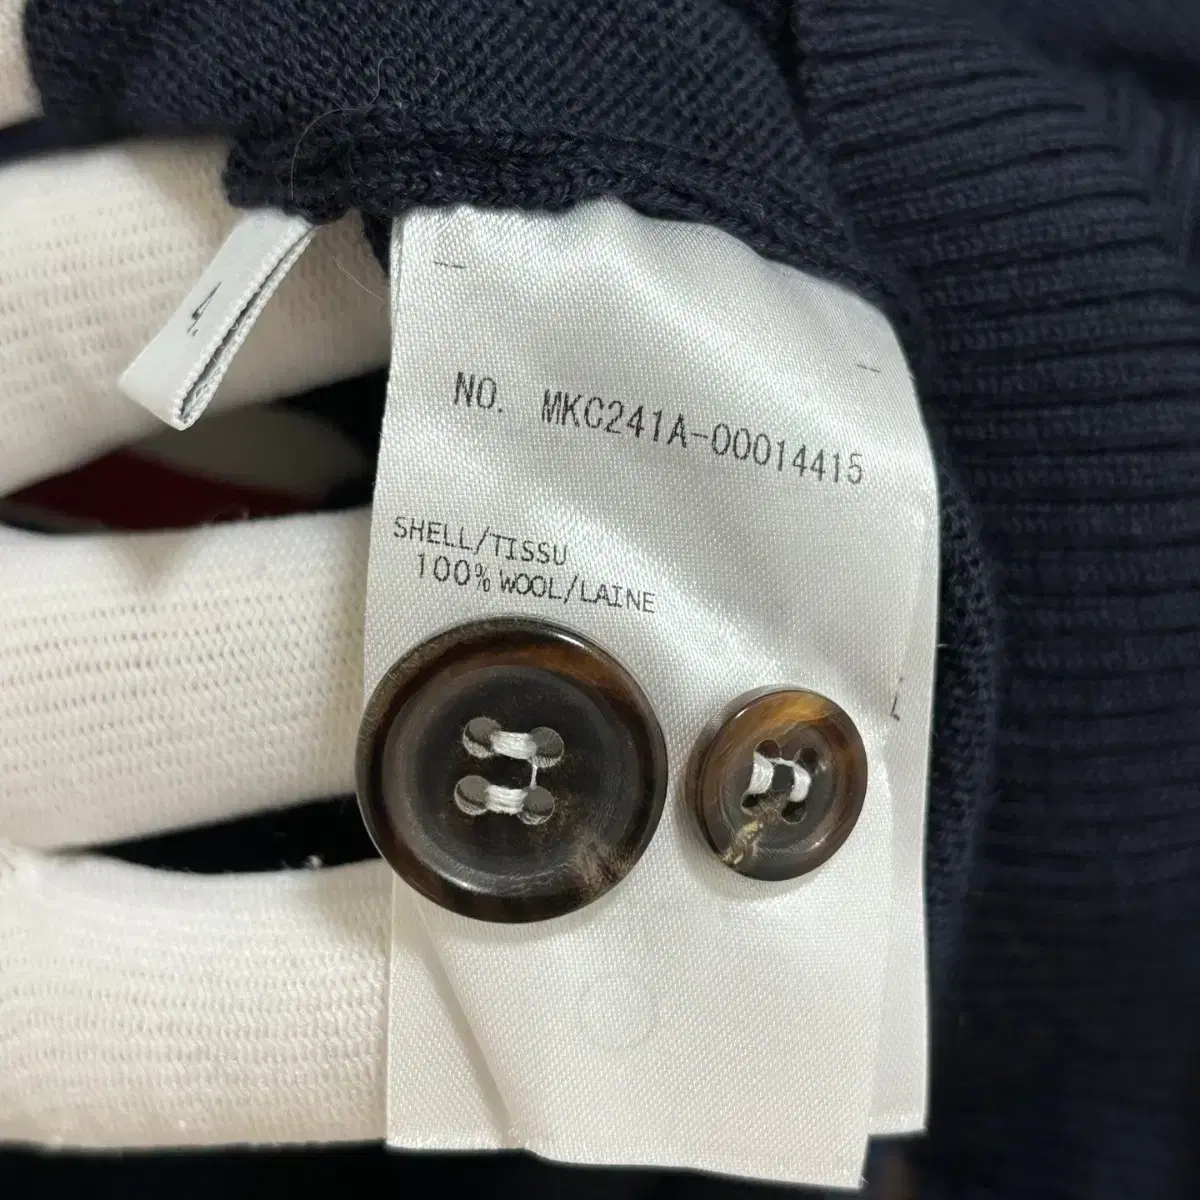 4
NO. MKC241A-00014415
SHELL/TISSU
100% WOOL/LAINE